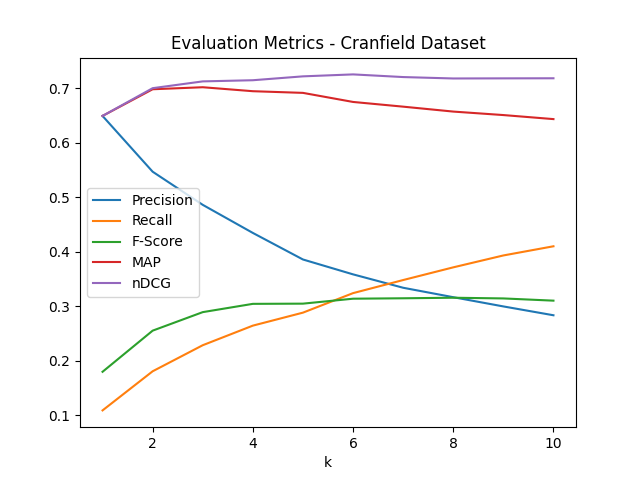 Evaluation Metrics - Cranfield Dataset
0.7
0.6
0.5
0.4
0.3
0.2
0.1
Precision
Recall
F-Score
MAP
nDCG
2 4 6 8 10
k